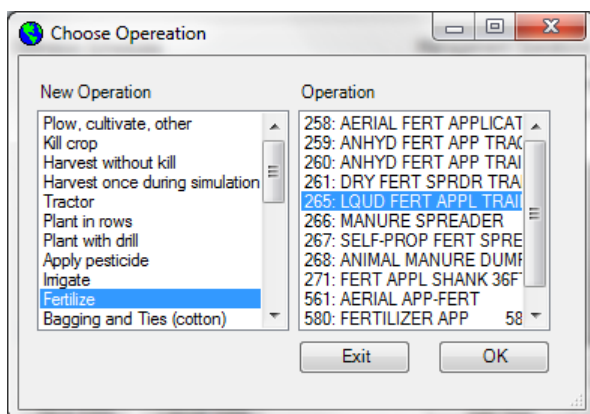 Choose Opereation
New Operation
Operation
Plow, cultivate, other
Kill crop
Harvest without kill
Harvest once during simulation
Tractor
Plant in rows
Plant with drill
Apply pesticide
Irrigate
Fertilize
Bagging and Ties (cotton)
258: AERIAL FERT APPLICAT
259: ANHYD FERT APP TRAC
260: ANHYD FERT APP TRAI
261: DRY FERT SPRDR TRA
265: LQUD FERT APPL TRAI
266: MANURE SPREADER
267: SELF-PROP FERT SPRE
268: ANIMAL MANURE DUMP
271: FERT APPL SHANK 36FT
561: AERIAL APP-FERT
580: FERTILIZER APP 58
Exit
OK